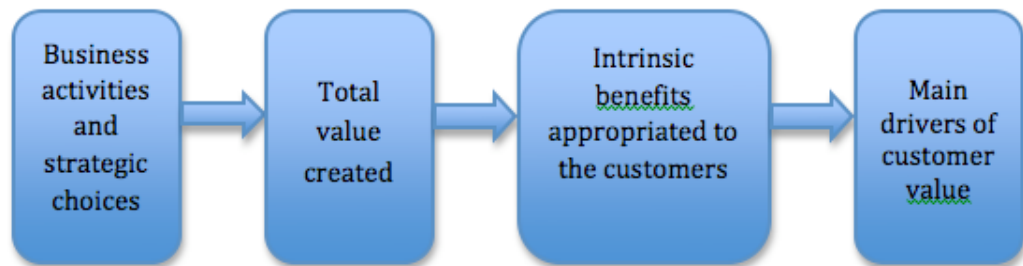 Business
activities
and
strategic
choices
Total
value
created
Intrinsic
benefits
appropriated to
the customers
Main
drivers of
customer
value